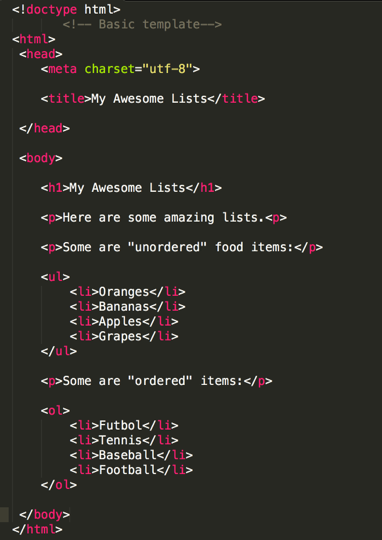 <!doctype html>
<!-- Basic template-->
<html>
<head>
<meta charset="utf-8">
<title>My Awesome Lists</title>
</head>
<body>
<h1>My Awesome Lists</h1>
<p>Here are some amazing lists.<p>
<p>Some are "unordered" food items:</p>
<ul>
<li>Oranges</li>
<li>Bananas</li>
<li>Apples</li>
<li>Grapes</li>
</ul>
<p>Some are "ordered" items:</p>
<ol>
<li>Futbol</li>
<li>Tennis</li>
<li>Baseball</li>
<li>Football</li>
</ol>
</body>
</html>